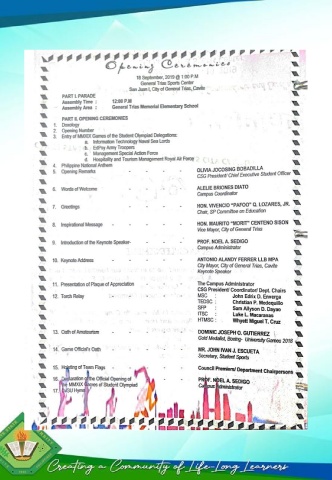 Opening Ceremonies
18 September, 2019 @ 1:00 P.M
General Trias Sports Center
San Juan I, City of General Trias, Cavite
PART I. PARADE
Assembly Time : 12:00 P.M
Assembly Area : General Trias Memorial Elementary School
PART II. OPENING CEREMONIES
1. Doxology
2. Opening Number
3. Entry of MMXIX Games of the Student Olympiad Delegations:
a. Information Technology Naval Sea Lords
b. Army Troopers
c. Management Special Action Force
d. Hospitality and Tourism Management Royal Air Force
4. Philippine National Anthem
5. Opening Remarks - OLIVIA JOCOSING BOBADILLA
CSG President/ Chief Executive Student Officer
6. Words of Welcome - ALELIE BRIONES DIATO
Campus Coordinator
7. Greetings - HON. VIVENCIO "PAFOO" Q. LOZARES, JR.
Chair, SP Committee on Education
8. Inspirational Message - HON. MAURITO "MORIT" CENTENO SISON
Vice Mayor, City of General Trias
9. Introduction of the Keynote Speaker - PROF. NOEL A. SEDIGO
Campus Administrator
10. Keynote Address - ANTONIO ALANDY FERRER LLB MPA
City Mayor, City of General Trias, Cavite
Keynote Speaker
11. Presentation of Plaque of Appreciation - The Campus Administrator
CSG President/ Coordinator/ Dept. Chairs
12. Torch Relay - MSC : John Edrix D. Enverga
TED : Christian P. Medoquillo
SFP : Sam Allyson D. Dayao
ITSC : Luke L. Macaranas
HTMSC : Whyett Miguel T. Cruz
13. Oath of Amateurism - DOMINIC JOSEPH C. GUTIERREZ
Gold Medalist, Boxing- University Games 2018
14. Game Official's Oath - MR. JOHN IVAN J. ESCUETA
Secretary, Student Sports
15. Hoisting of Team Flags - Council Premiers/ Department Chairpersons
16. Declaration of the Official Opening of - PROF. NOEL A. SEDIGO
the MMXIX Games of Student Olympiad Campus Administrator
17. Hymn
Creating a Community of Life-Long Learners